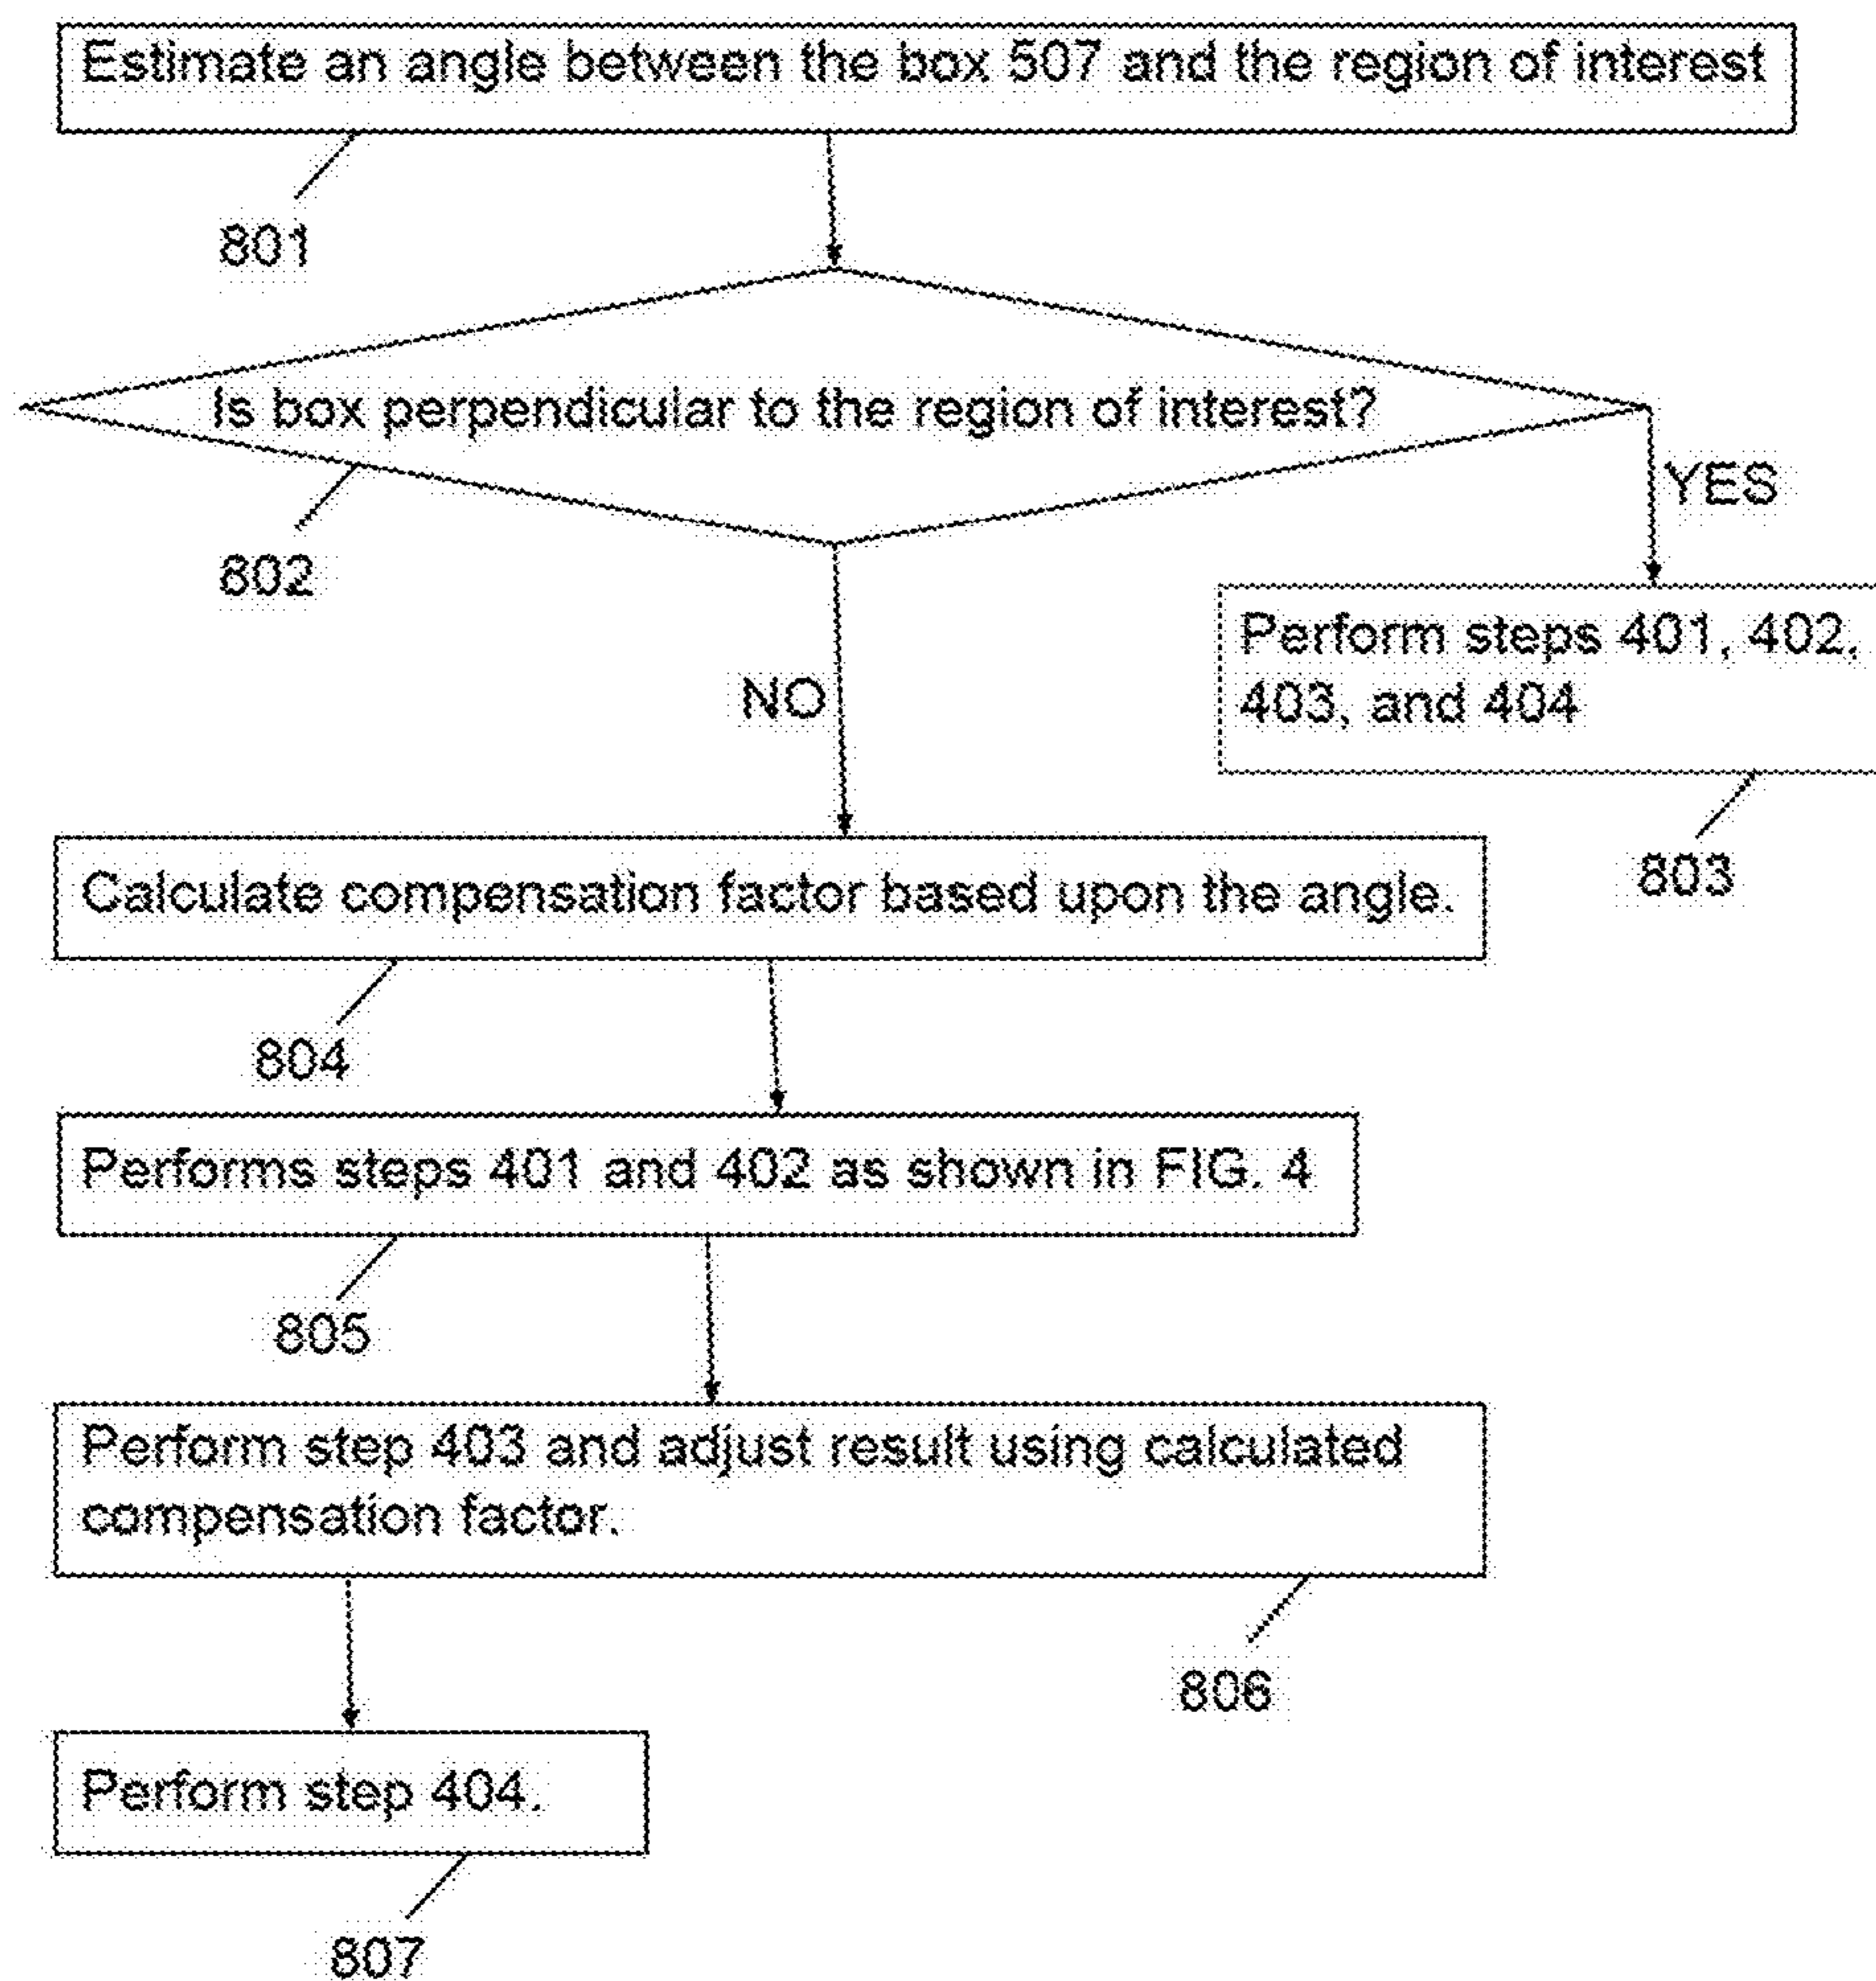 Estimate an angle between the box 507 and the region of interest
801
Is box perpendicular to the region of interest?
802
YES
Perform steps 401, 402,
403, and 404
803
NO
Calculate compensation factor based upon the angle.
804
Performs steps 401 and 402 as shown in FIG. 4
805
Perform step 403 and adjust result using calculated
compensation factor.
806
Perform step 404.
807